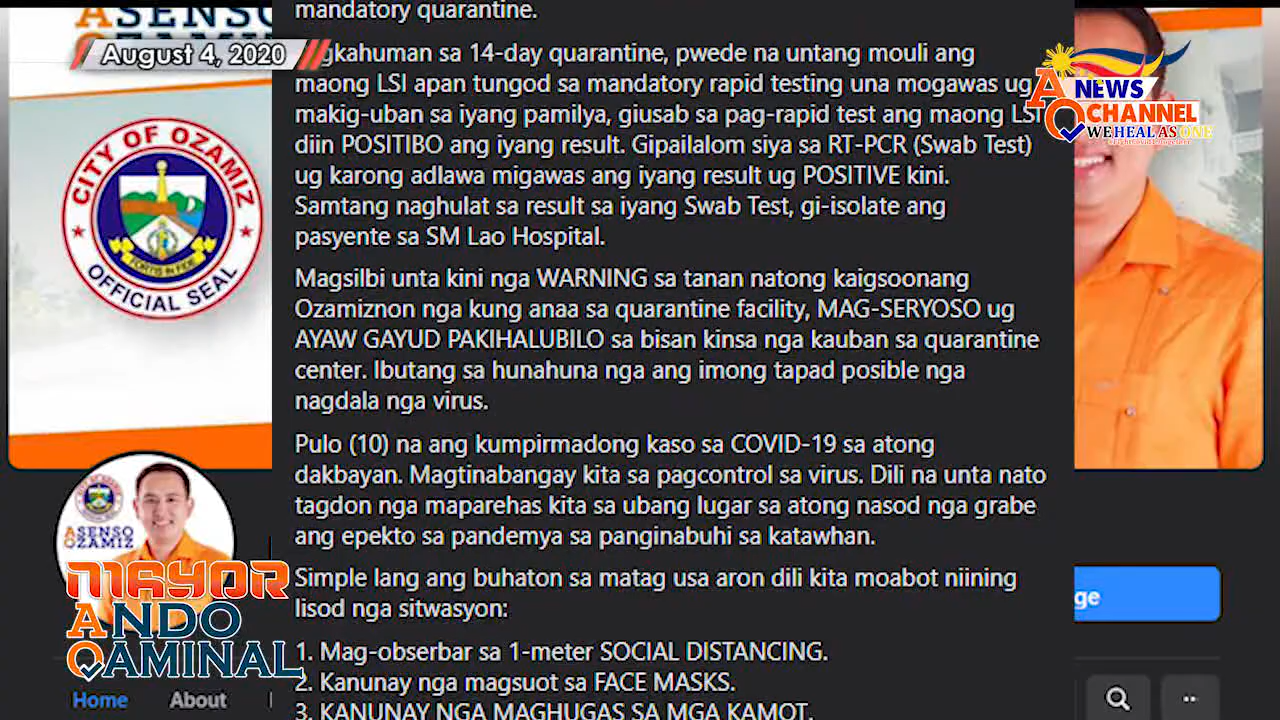 mandatory quarantine.
August 4, 2020
sa 14-day quarantine, pwede na untang mouli ang
maong LSI apan tungod sa mandatory rapid testing una mogawas ug
makig-uban sa iyang pamilya, giusab sa pag-rapid test ang maong LSI
diin POSITIBO ang iyang result. Gipailalom siya sa RT-PCR (Swab Test)
ug karong adlawa migawas ang iyang result ug POSITIVE kini.
Samtang naghulat sa result sa iyang Swab Test, gi-isolate ang
pasyente sa SM Lao Hospital.
Magsilbi unta kini nga WARNING sa tanan natong kaigsoonang
Ozamiznon nga kung anaa sa quarantine facility, MAG-SERYOSO ug
AYAW GAYUD PAKIHALUBILO sa bisan kinsa nga kauban sa quarantine
center. Ibutang sa hunahuna nga ang imong tapad posible nga
nagdala nga virus.
Pulo (10) na ang kumpirmadong kaso sa COVID-19 sa atong
dakbayan. Magtinabangay kita sa pagcontrol sa virus. Dili na unta nato
tagdon nga maparehas kita sa ubang lugar sa atong nasod nga grabe
ang epekto sa pandemya sa panginabuhi sa katawhan.
Simple lang ang buhaton sa matag usa aron dili kita moabot niining
lisod nga sitwasyon:
1. Mag-obserbar sa 1-meter SOCIAL DISTANCING.
2. Kanunay nga magsuot sa FACE MASKS.
3. KANUNAY NGA MAGHUGAS SA MGA KAMOT.
CITY OF OZAMIZ
FORTIS IN FIDE
OFFICIAL SEAL
AO NEWS
CHANNEL
WE HEAL AS ONE
ASENSO
OZAMIZ
MAYOR
ANDO
OAMINAL
Home
About